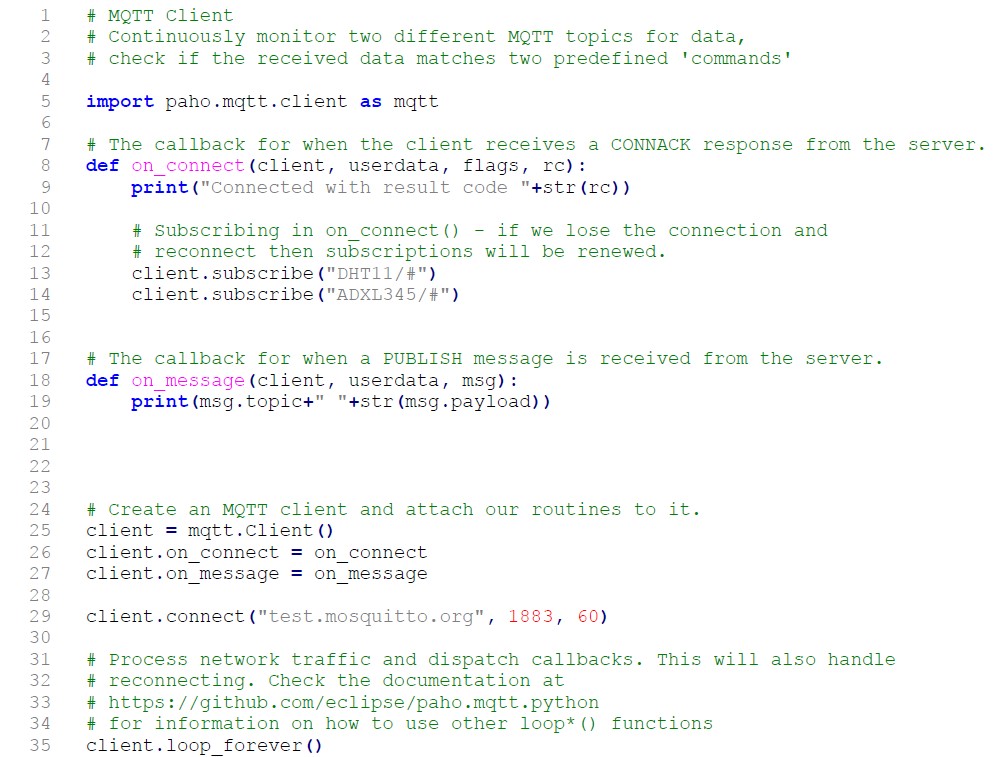 1 # MQTT Client
2 # Continuously monitor two different MQTT topics for data,
3 # check if the received data matches two predefined 'commands'
4
5 import paho.mqtt.client as mqtt
6
7 # The callback for when the client receives a CONNACK response from the server.
8 def on_connect(client, userdata, flags, rc):
9     print("Connected with result code "+str(rc))
10
11     # Subscribing in on_connect() - if we lose the connection and
12     # reconnect then subscriptions will be renewed.
13     client.subscribe("DHT11/#")
14     client.subscribe("ADXL345/#")
15
16
17 # The callback for when a PUBLISH message is received from the server.
18 def on_message(client, userdata, msg):
19     print(msg.topic+" "+str(msg.payload))
20
21
22
23
24 # Create an MQTT client and attach our routines to it.
25 client = mqtt.Client()
26 client.on_connect = on_connect
27 client.on_message = on_message
28
29 client.connect("test.mosquitto.org", 1883, 60)
30
31 # Process network traffic and dispatch callbacks. This will also handle
32 # reconnecting. Check the documentation at
33 # https://github.com/eclipse/paho.mqtt.python
34 # for information on how to use other loop*() functions
35 client.loop_forever()